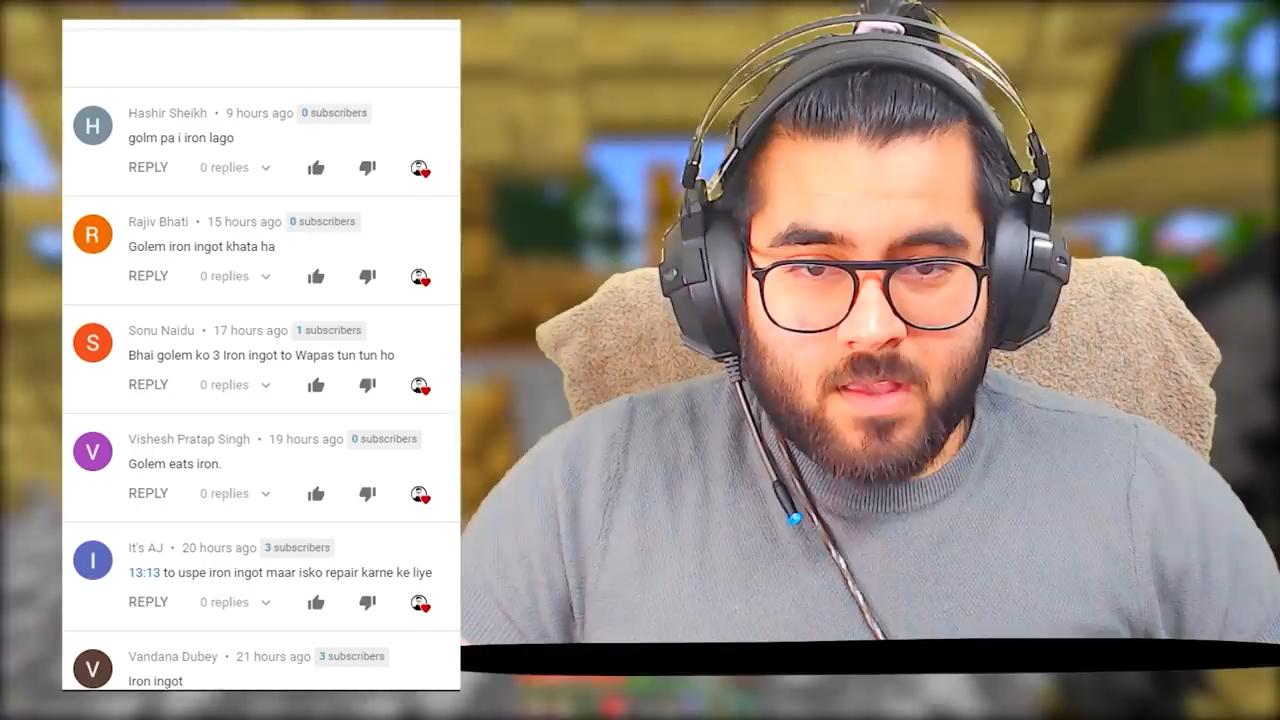 Hashir Sheikh • 9 hours ago 0 subscribers
golm pa i iron lago
REPLY 0 replies
Rajiv Bhati • 15 hours ago 0 subscribers
Golem iron ingot khata ha
REPLY 0 replies
Sonu Naidu • 17 hours ago 1 subscribers
Bhai golem ko 3 Iron ingot to Wapas tun tun ho
REPLY 0 replies
Vishesh Pratap Singh • 19 hours ago 0 subscribers
Golem eats iron.
REPLY 0 replies
It's AJ • 20 hours ago 3 subscribers
13:13 to uspe iron ingot maar isko repair karne ke liye
REPLY 0 replies
Vandana Dubey • 21 hours ago 3 subscribers
Iron ingot
H
R
S
V
I
V